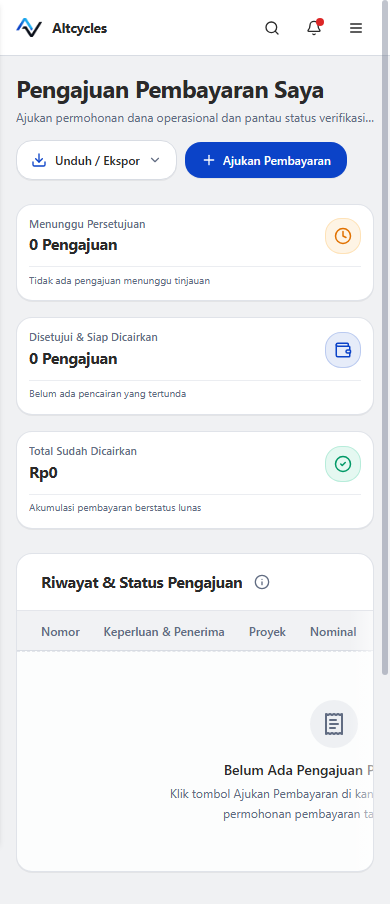 Altcycles
Pengajuan Pembayaran Saya
Ajukan permohonan dana operasional dan pantau status verifikasi...
Unduh / Ekspor
Ajukan Pembayaran
Menunggu Persetujuan
0 Pengajuan
Tidak ada pengajuan menunggu tinjauan
Disetujui & Siap Dicairkan
0 Pengajuan
Belum ada pencairan yang tertunda
Total Sudah Dicairkan
Rp0
Akumulasi pembayaran berstatus lunas
Riwayat & Status Pengajuan
Nomor Keperluan & Penerima Proyek Nominal
Belum Ada Pengajuan
Klik tombol Ajukan Pembayaran di
permohonan pembayaran